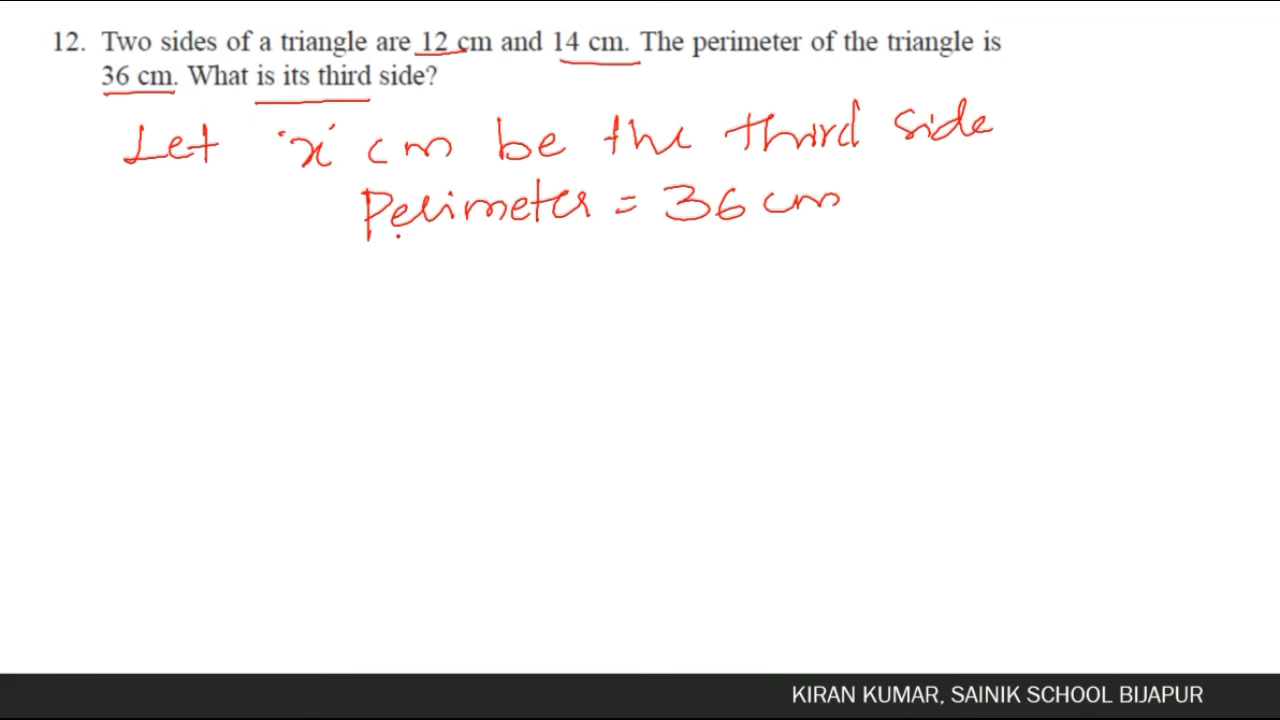 12. Two sides of a triangle are 12 cm and 14 cm. The perimeter of the triangle is
36 cm. What is its third side?
Let 'x' cm be the third side
Perimeter = 36 cm
KIRAN KUMAR, SAINIK SCHOOL BIJAPUR